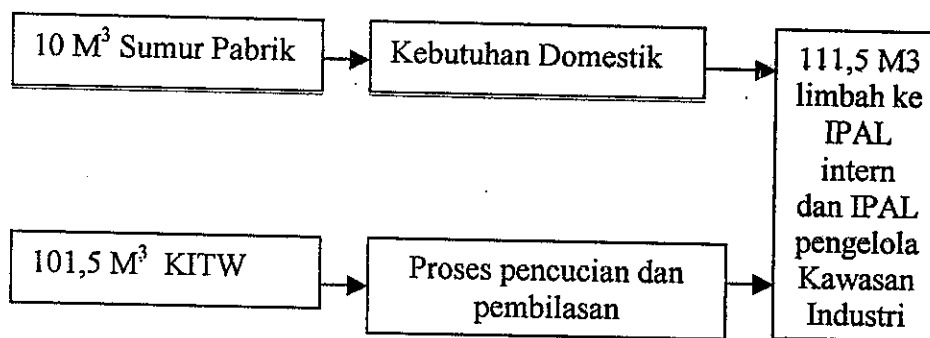 10 M³ Sumur Pabrik
Kebutuhan Domestik
111,5 M3
limbah ke
IPAL
intern
dan IPAL
pengelola
Kawasan
Industri
101,5 M³ KITW
Proses pencucian dan
pembilasan